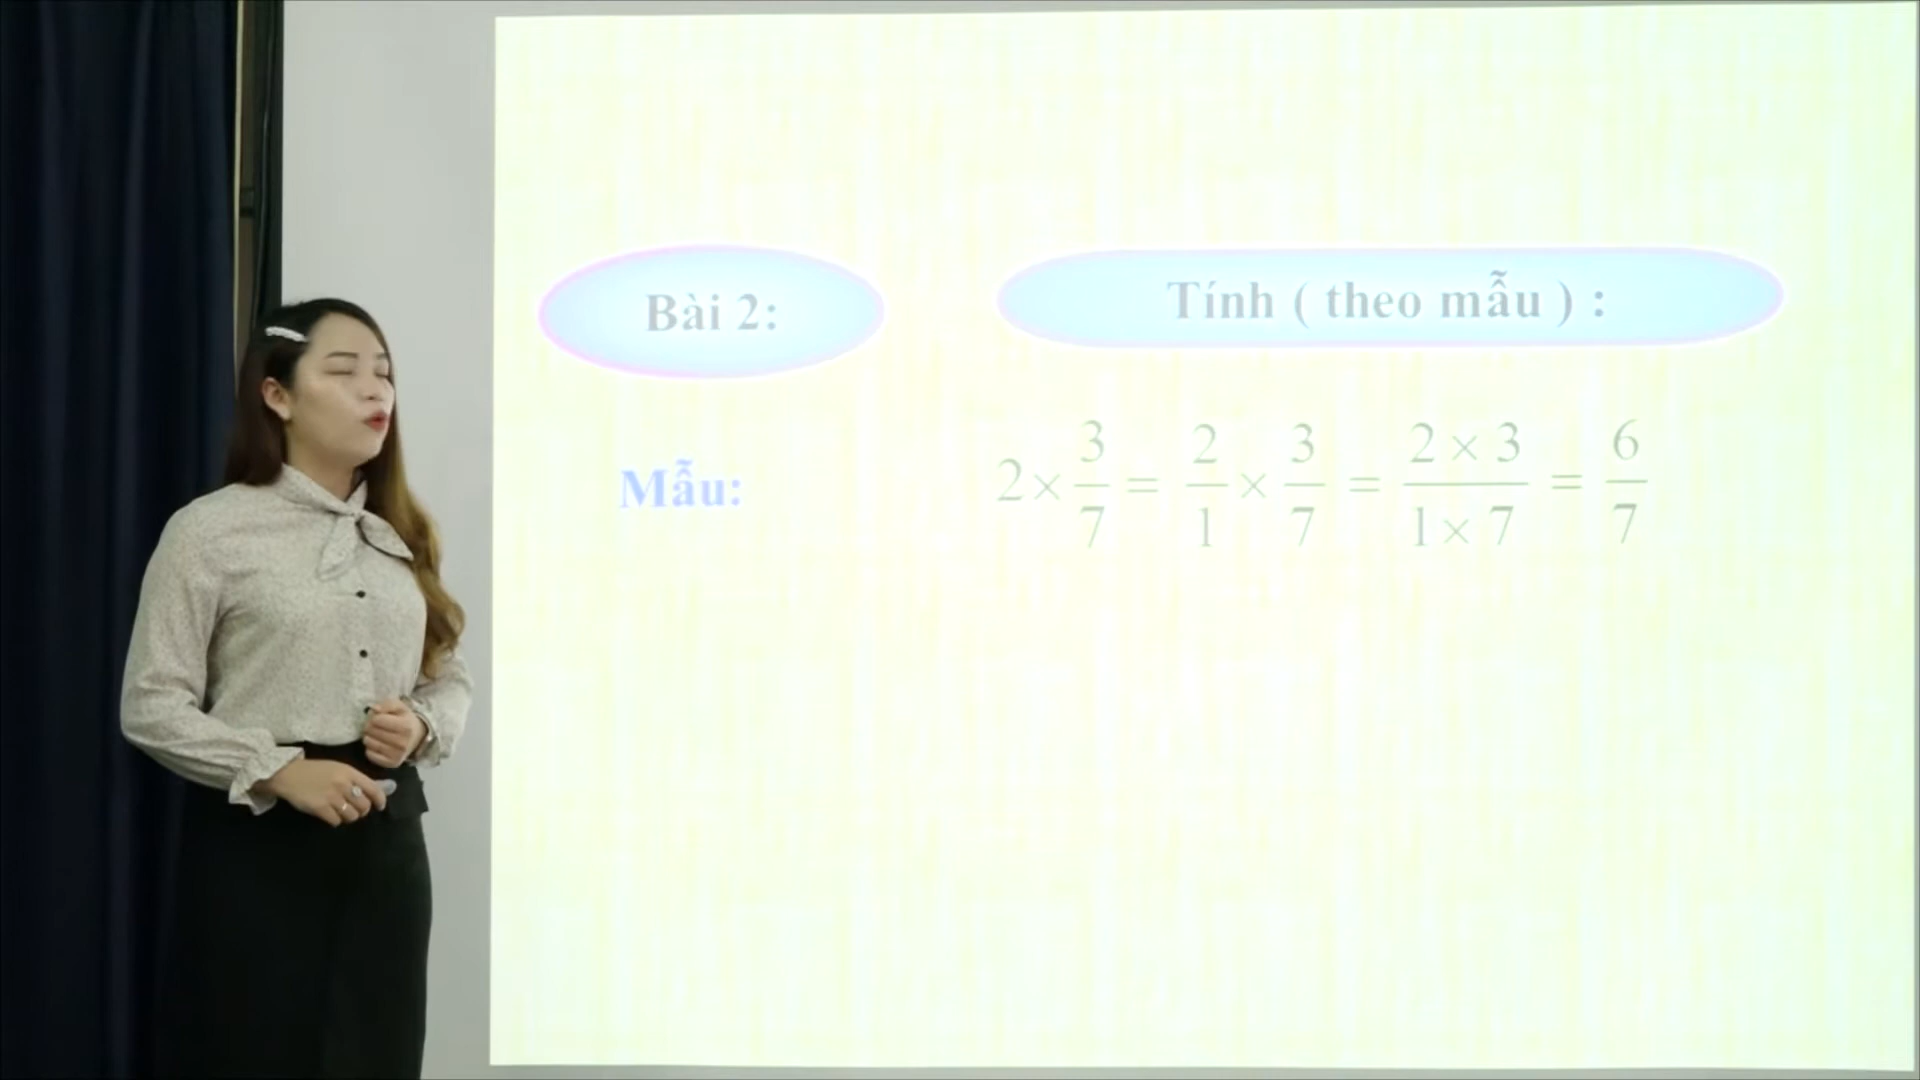 Bài 2:
Tính ( theo mẫu ) :
Mẫu:
2 × 3/7 = 2/1 × 3/7 = 2 × 3 / 1 × 7 = 6/7